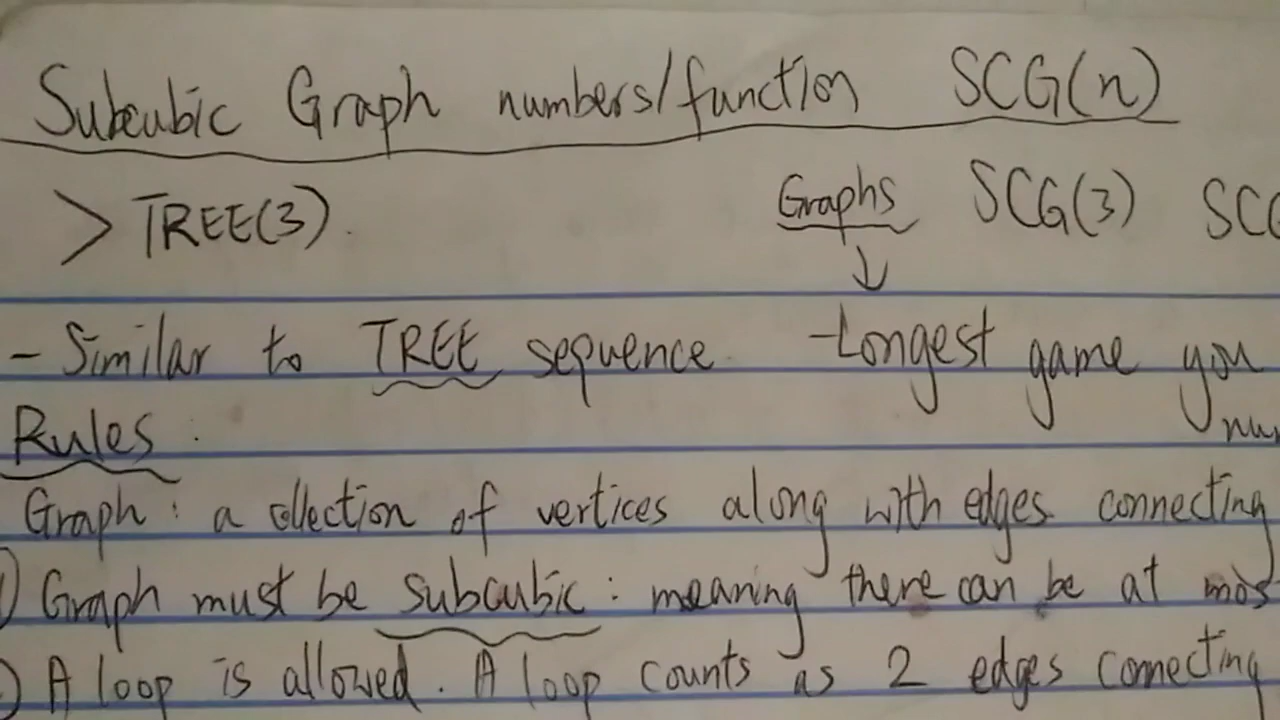 Subcubic Graph numbers/function SCG(n)
> TREE(3). Graphs SCG(3) SCG
↓
- Similar to TREE sequence. - Longest game you
Rules :
Graph : a collection of vertices along with edges connecting
) Graph must be subcubic : meaning there can be at mos
) A loop is allowed. A loop counts as 2 edges connecting